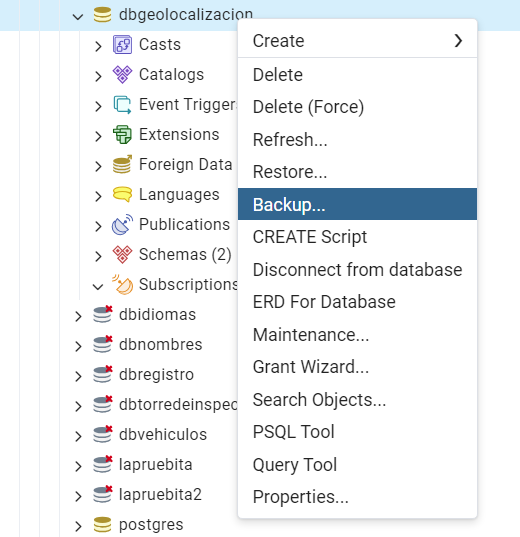 dbgeolocalizacion
Casts
Catalogs
Event Trigger
Extensions
Foreign Data
Languages
Publications
Schemas (2)
Subscriptions
dbidiomas
dbnombres
dbregistro
dbtorredeinspec
dbvehiculos
lapruebita
lapruebita2
postgres
Create
Delete
Delete (Force)
Refresh...
Restore...
Backup...
CREATE Script
Disconnect from database
ERD For Database
Maintenance...
Grant Wizard...
Search Objects...
PSQL Tool
Query Tool
Properties...